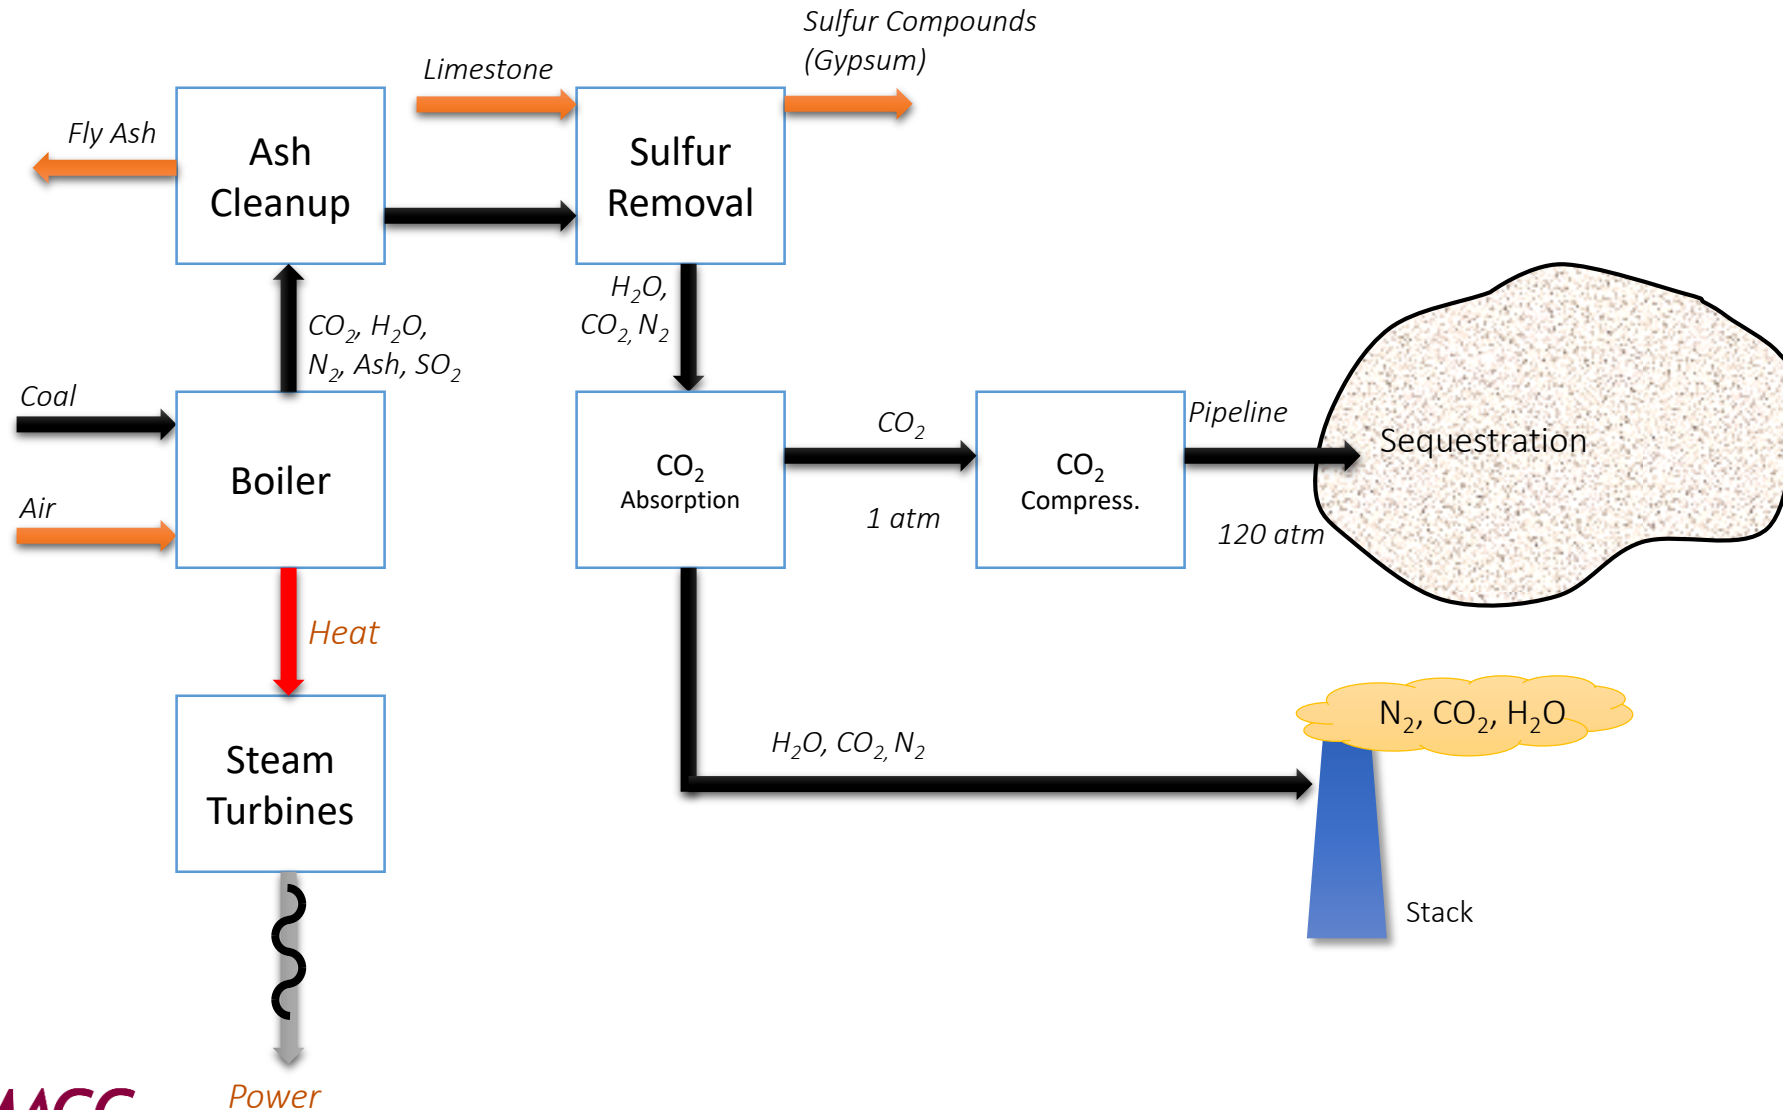 Sulfur Compounds
(Gypsum)
Limestone
Fly Ash
Ash
Cleanup
Sulfur
Removal
H₂O,
CO₂, N₂
CO₂, H₂O,
N₂, Ash, SO₂
Coal
Air
Boiler
CO₂
Absorption
CO₂
1 atm
CO₂
Compress.
Pipeline
120 atm
Sequestration
Heat
Steam
Turbines
H₂O, CO₂, N₂
N₂, CO₂, H₂O
Stack
Power